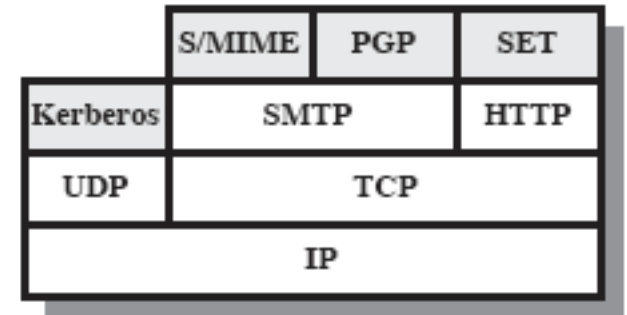 S/MIME PGP SET
Kerberos SMTP HTTP
UDP TCP
IP